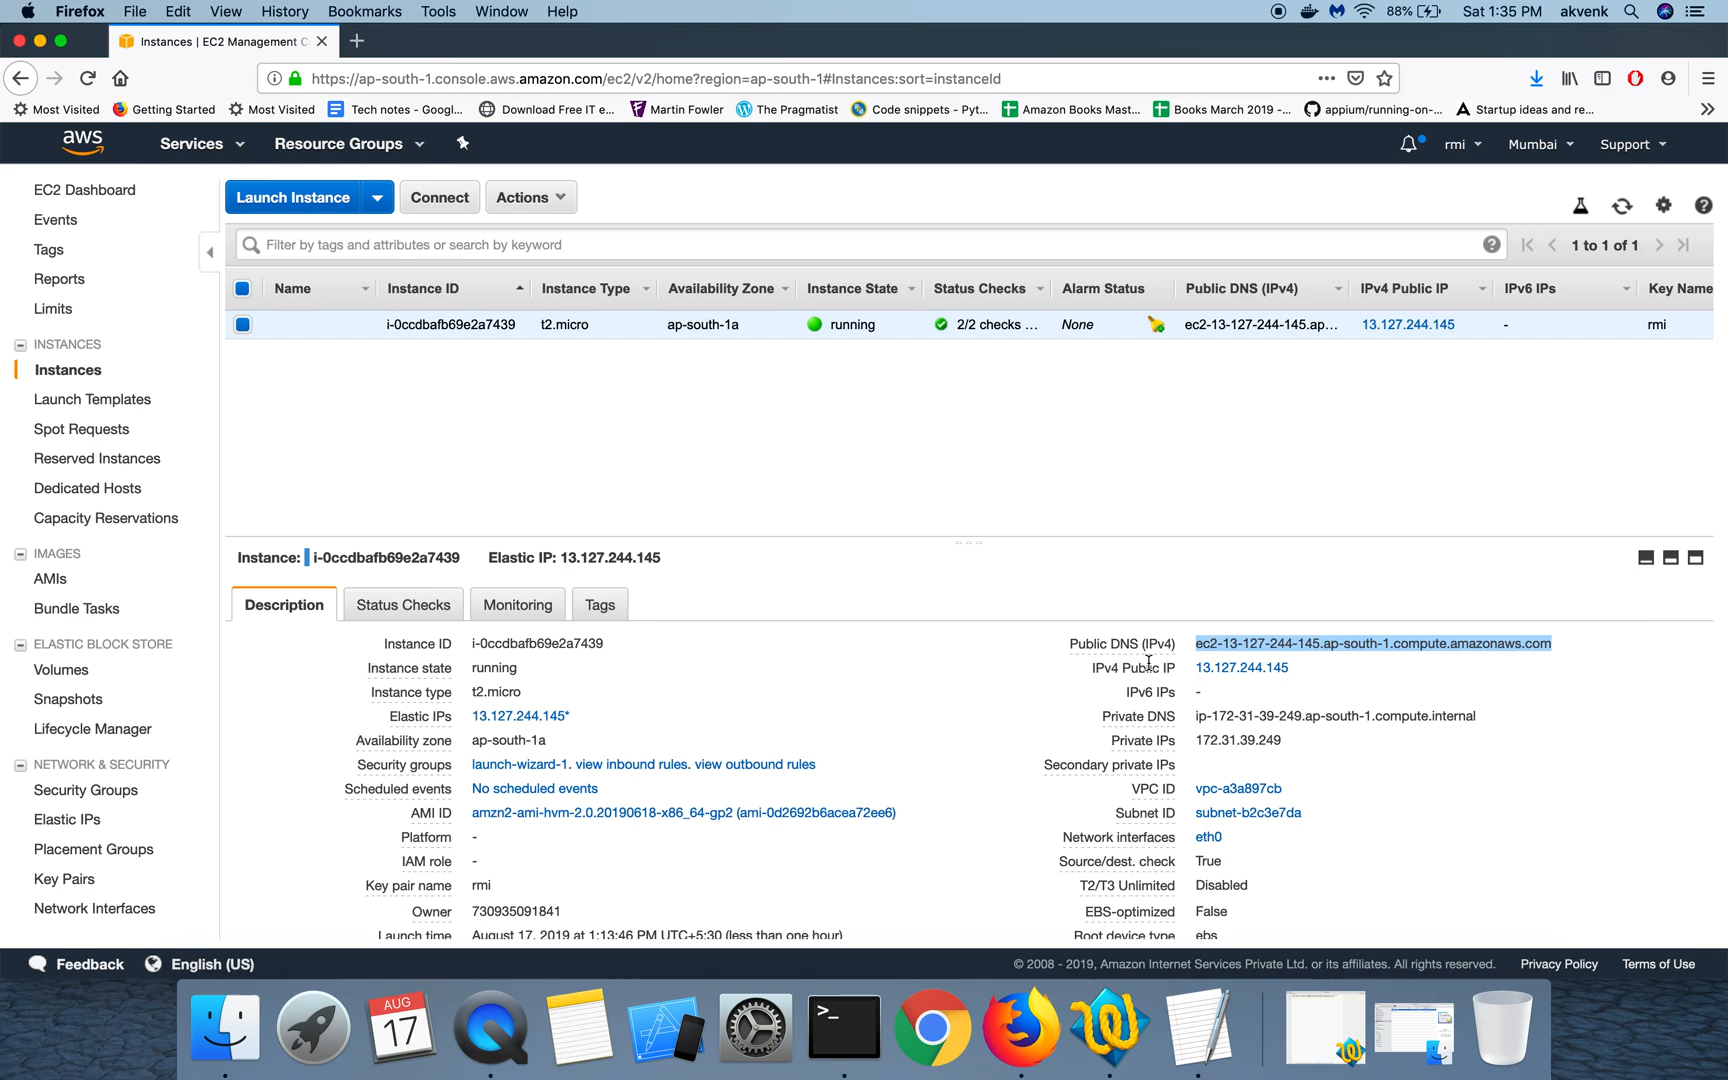 Firefox File Edit View History Bookmarks Tools Window Help 88% Sat 1:35 PM akvenk
Instances | EC2 Management C
https://ap-south-1.console.aws.amazon.com/ec2/v2/home?region=ap-south-1#Instances:sort=instanceId
Most Visited Getting Started Most Visited Tech notes - Googl... Download Free IT e... Martin Fowler The Pragmatist Code snippets - Pyt... Amazon Books Mast... Books March 2019 -... appium/running-on-... Startup ideas and re...
aws Services Resource Groups rmi Mumbai Support
EC2 Dashboard
Events
Tags
Reports
Limits
INSTANCES
Instances
Launch Templates
Spot Requests
Reserved Instances
Dedicated Hosts
Capacity Reservations
IMAGES
AMIs
Bundle Tasks
ELASTIC BLOCK STORE
Volumes
Snapshots
Lifecycle Manager
NETWORK & SECURITY
Security Groups
Elastic IPs
Placement Groups
Key Pairs
Network Interfaces
Launch Instance Connect Actions
Filter by tags and attributes or search by keyword 1 to 1 of 1
Name Instance ID Instance Type Availability Zone Instance State Status Checks Alarm Status Public DNS (IPv4) IPv4 Public IP IPv6 IPs Key Name
i-0ccdbafb69e2a7439 t2.micro ap-south-1a running 2/2 checks ... None ec2-13-127-244-145.ap... 13.127.244.145 - rmi
Instance: i-0ccdbafb69e2a7439 Elastic IP: 13.127.244.145
Description Status Checks Monitoring Tags
Instance ID i-0ccdbafb69e2a7439 Public DNS (IPv4) ec2-13-127-244-145.ap-south-1.compute.amazonaws.com
Instance state running IPv4 Public IP 13.127.244.145
Instance type t2.micro IPv6 IPs -
Elastic IPs 13.127.244.145* Private DNS ip-172-31-39-249.ap-south-1.compute.internal
Availability zone ap-south-1a Private IPs 172.31.39.249
Security groups launch-wizard-1. view inbound rules. view outbound rules Secondary private IPs
Scheduled events No scheduled events VPC ID vpc-a3a897cb
AMI ID amzn2-ami-hvm-2.0.20190618-x86_64-gp2 (ami-0d2692b6acea72ee6) Subnet ID subnet-b2c3e7da
Platform - Network interfaces eth0
IAM role - Source/dest. check True
Key pair name rmi T2/T3 Unlimited Disabled
Owner 730935091841 EBS-optimized False
Launch time August 17, 2019 at 1:13:46 PM UTC+5:30 (less than one hour) Root device type ebs
Feedback English (US) © 2008 - 2019, Amazon Internet Services Private Ltd. or its affiliates. All rights reserved. Privacy Policy Terms of Use
AUG
17